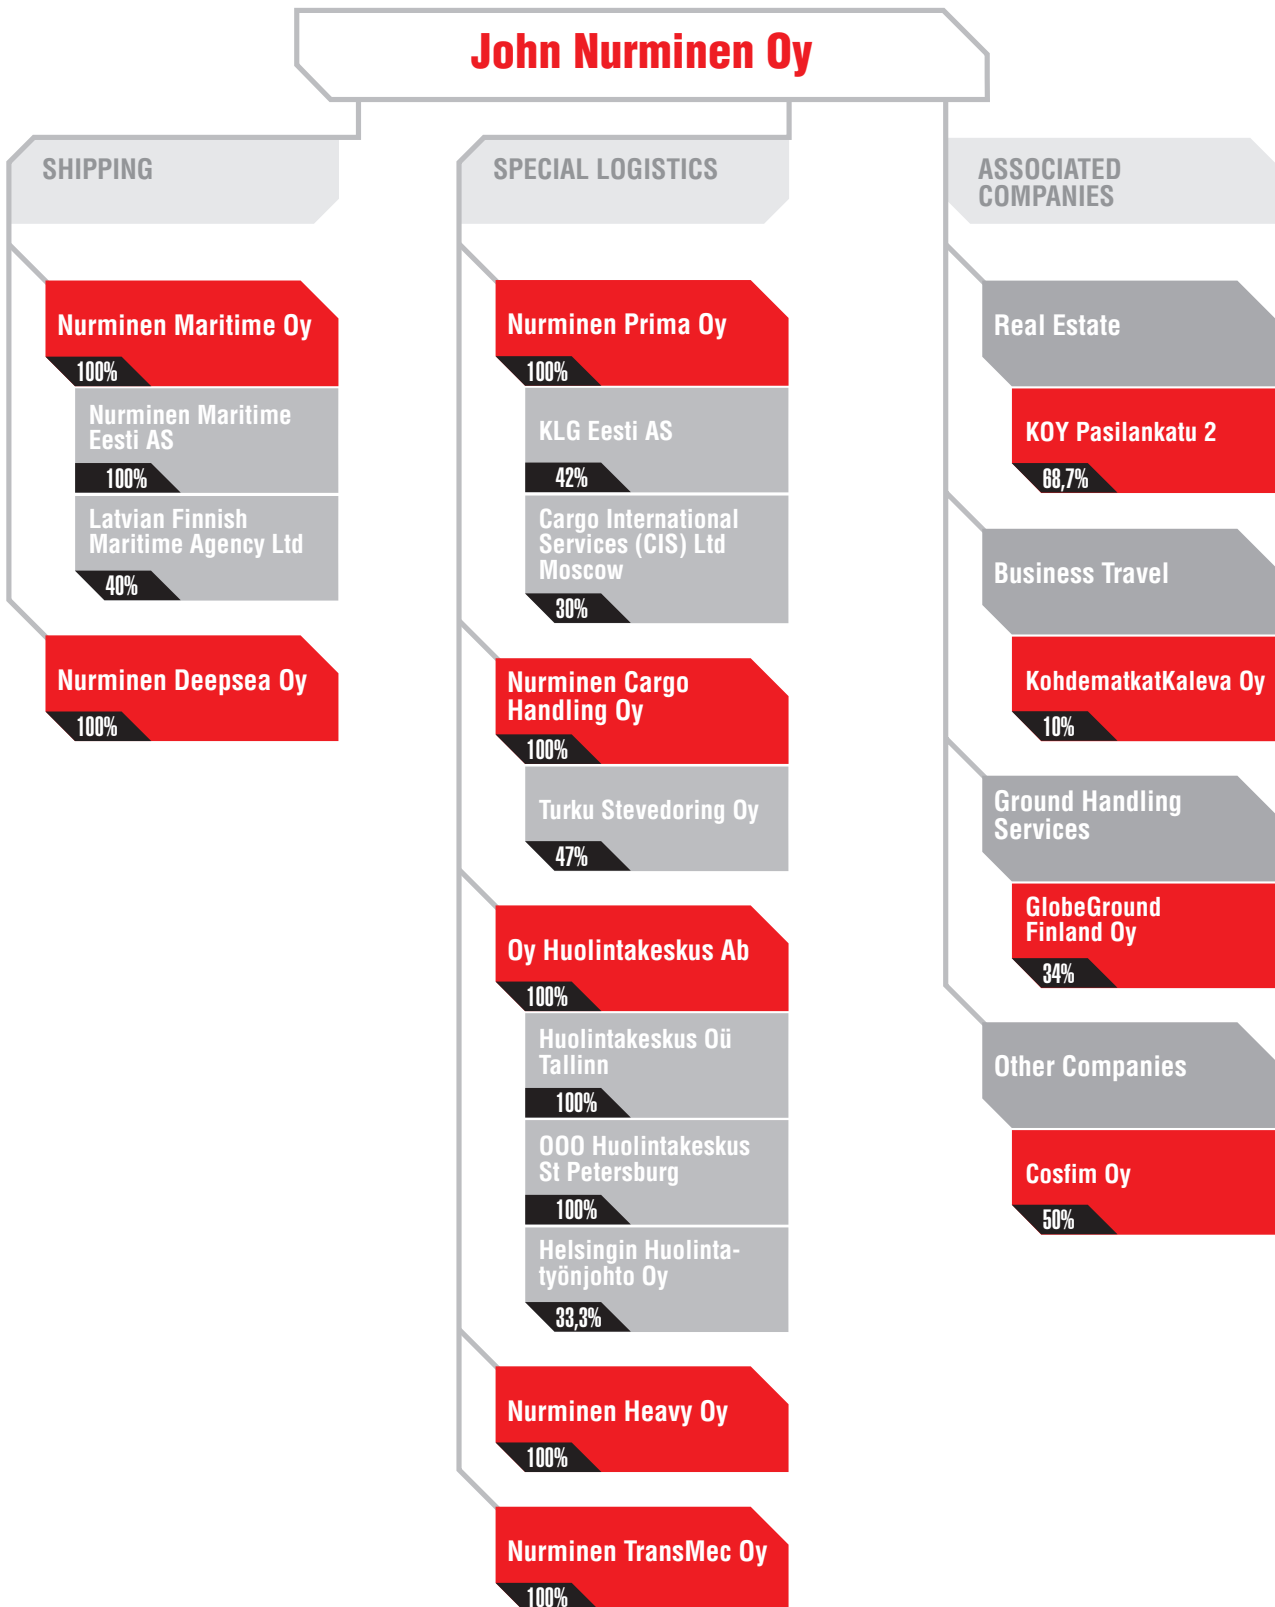 John Nurminen Oy
SHIPPING
Nurminen Maritime Oy
100%
Nurminen Maritime
Eesti AS
100%
Latvian Finnish
Maritime Agency Ltd
40%
Nurminen Deepsea Oy
100%
SPECIAL LOGISTICS
Nurminen Prima Oy
100%
KLG Eesti AS
42%
Cargo International
Services (CIS) Ltd
Moscow
30%
Nurminen Cargo
Handling Oy
100%
Turku Stevedoring Oy
47%
Oy Huolintakeskus Ab
100%
Huolintakeskus Oü
Tallinn
100%
OOO Huolintakeskus
St Petersburg
100%
Helsingin Huolinta-
työnjohto Oy
33,3%
Nurminen Heavy Oy
100%
Nurminen TransMec Oy
100%
ASSOCIATED
COMPANIES
Real Estate
KOY Pasilankatu 2
68,7%
Business Travel
KohdematkatKaleva Oy
10%
Ground Handling
Services
GlobeGround
Finland Oy
34%
Other Companies
Cosfim Oy
50%